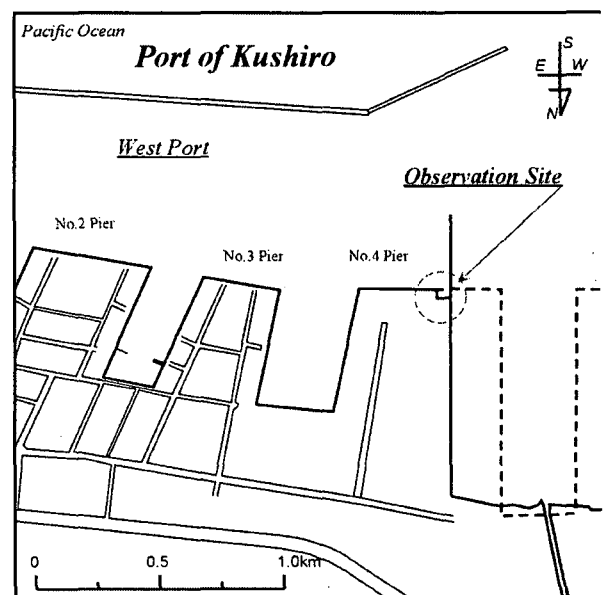 Pacific Ocean
Port of Kushiro
S
E W
N
West Port
Observation Site
No.2 Pier
No.3 Pier
No.4 Pier
0 0.5 1.0km